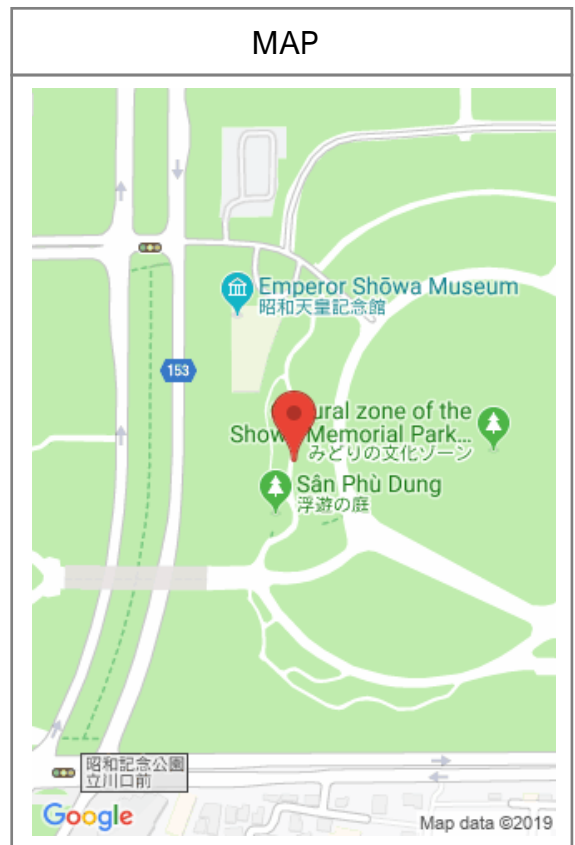 MAP
Emperor Shōwa Museum
昭和天皇記念館
153
ural zone of the
Show Memorial Park...
みどりの文化ゾーン
Sân Phù Dung
浮遊の庭
昭和記念公園
立川口前
Google
Map data ©2019